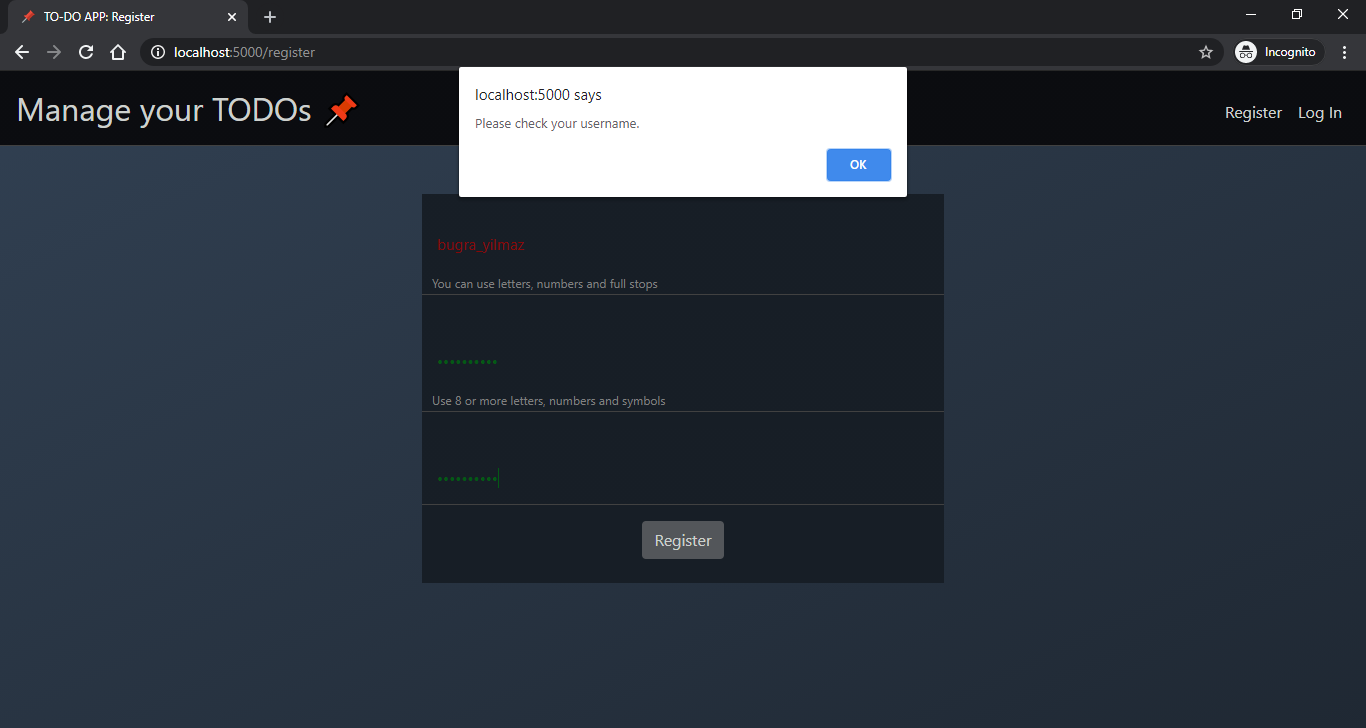 TO-DO APP: Register
localhost:5000/register
Incognito
Manage your TODOs
Register
Log In
localhost:5000 says
Please check your username.
OK
bugra_yilmaz
You can use letters, numbers and full stops
••••••••••
Use 8 or more letters, numbers and symbols
••••••••••
Register